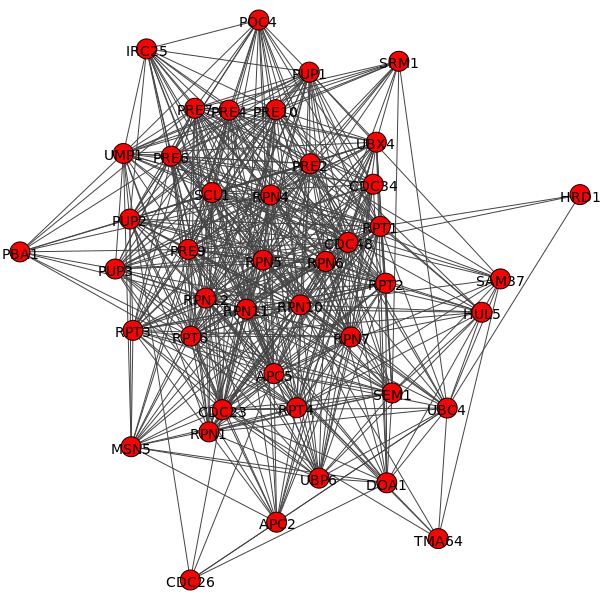 POC4
IRC25
SRM1
PUP1
PRE7
PRE4
PRE10
UBX4
UMP1
PRE6
PRE2
CDC34
SCL1
RPN4
HRD1
PUP2
RPT1
CDC48
PBA1
PRE9
RPN5
RPN6
PUP3
SAM37
RPT2
RPN12
RPN11
RPN10
HUL5
RPT3
RPT6
RPN7
APC5
SEM1
CDC23
RPT4
UBC4
RPN1
MSN5
UBP6
DOA1
APC2
TMA64
CDC26